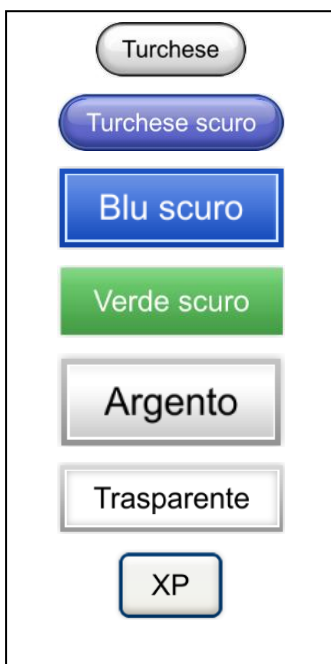 Turchese
Turchese scuro
Blu scuro
Verde scuro
Argento
Trasparente
XP